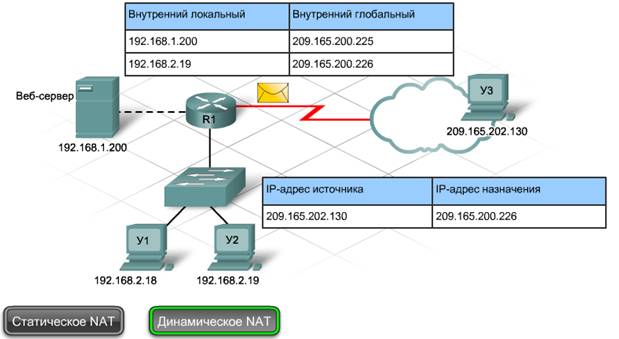 Внутренний локальный Внутренний глобальный
192.168.1.200 209.165.200.225
192.168.2.19 209.165.200.226
Веб-сервер
R1
У3
192.168.1.200
209.165.202.130
IP-адрес источника IP-адрес назначения
209.165.202.130 209.165.200.226
У1 У2
192.168.2.18 192.168.2.19
Статическое NAT Динамическое NAT